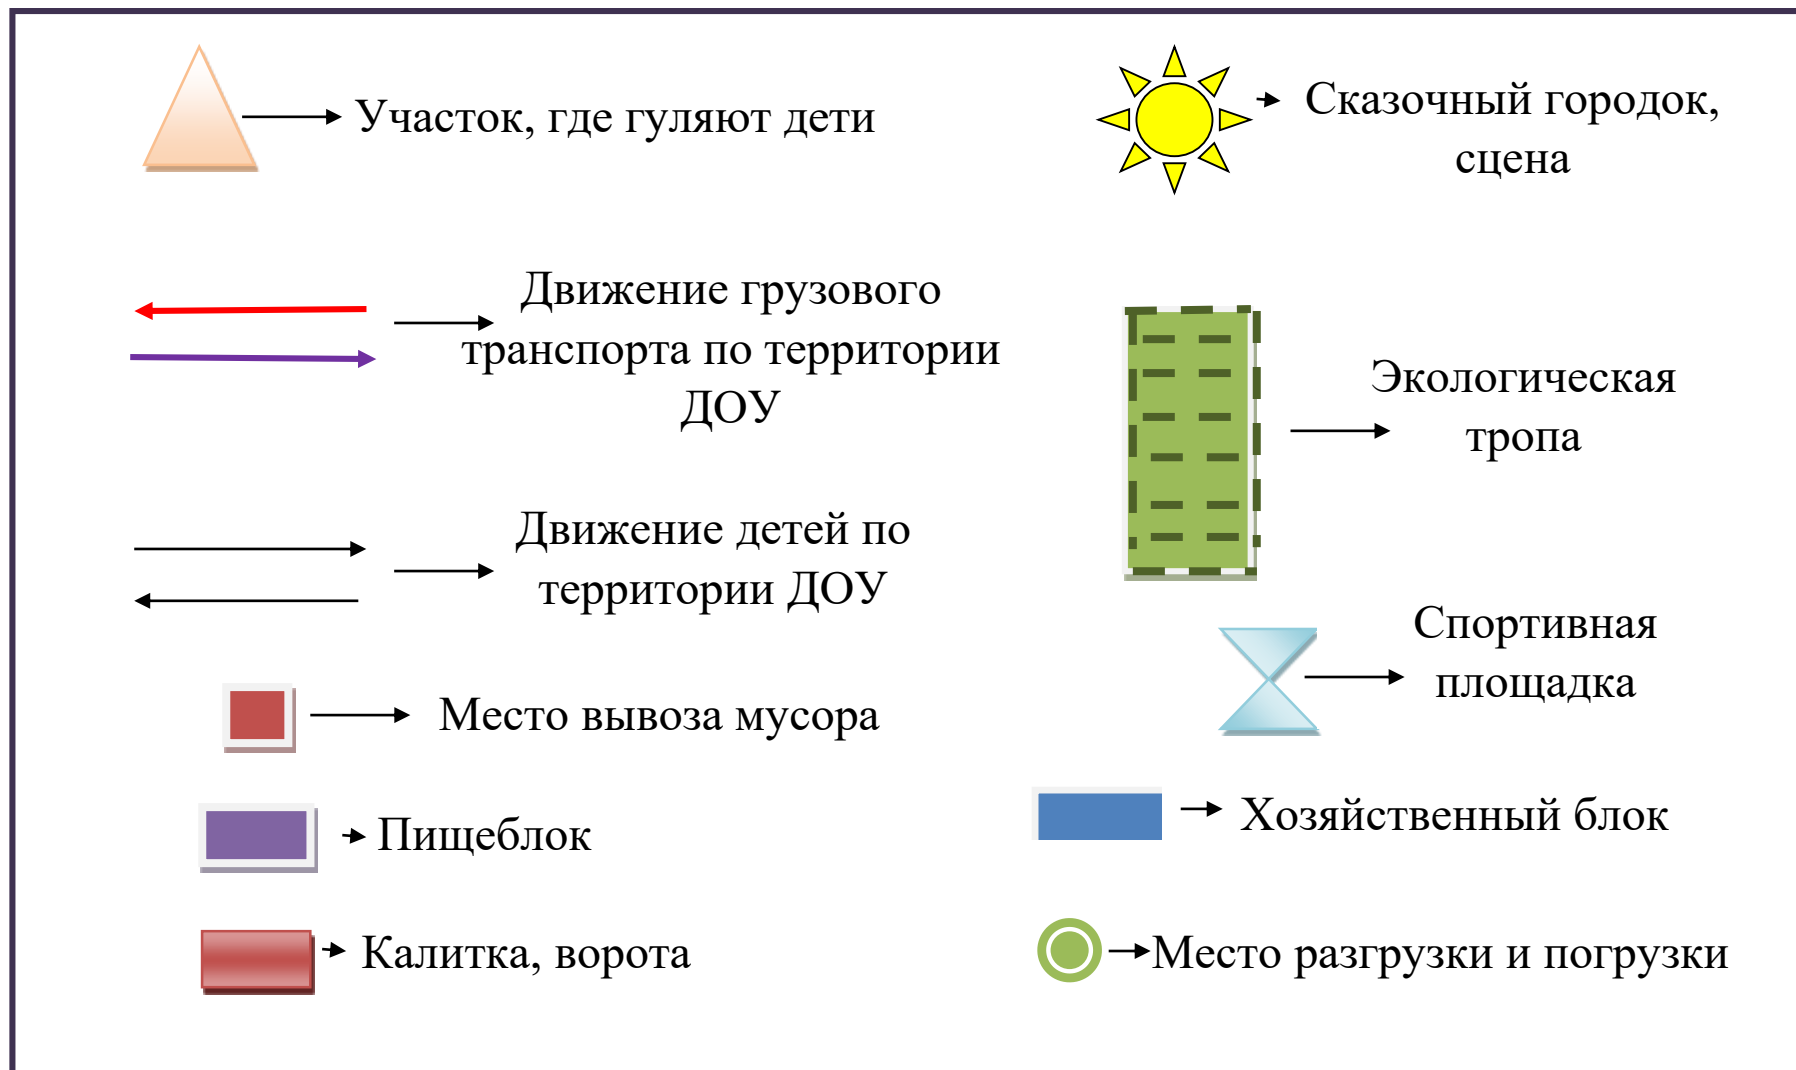 Участок, где гуляют дети
Движение грузового
транспорта по территории
ДОУ
Движение детей по
территории ДОУ
Место вывоза мусора
Пищеблок
Калитка, ворота
Сказочный городок,
сцена
Экологическая
тропа
Спортивная
площадка
Хозяйственный блок
Место разгрузки и погрузки